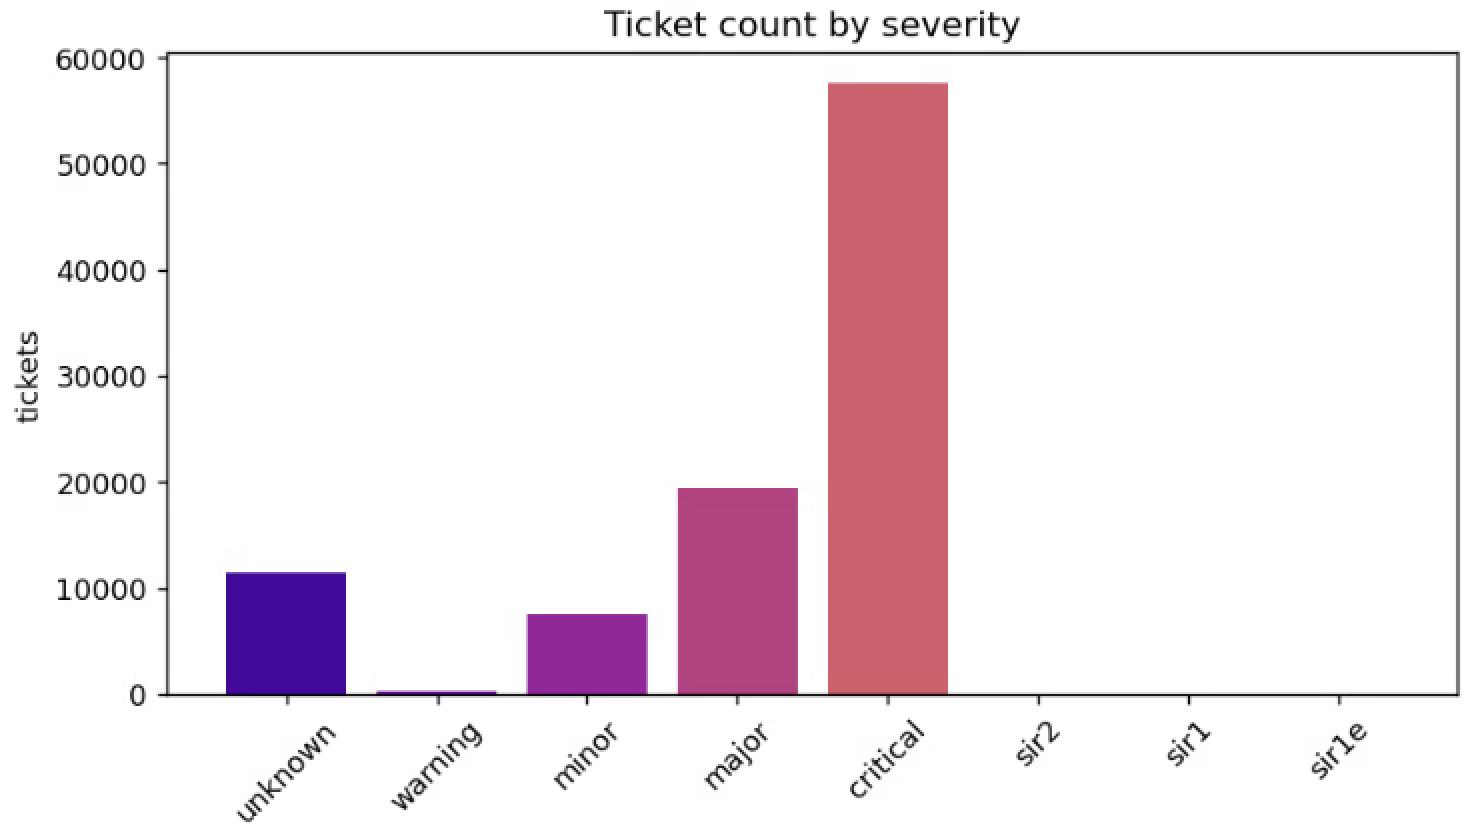 Ticket count by severity
60000
50000
40000
30000
20000
10000
0
tickets
unknown
warning
minor
major
critical
sir2
sir1
sir1e